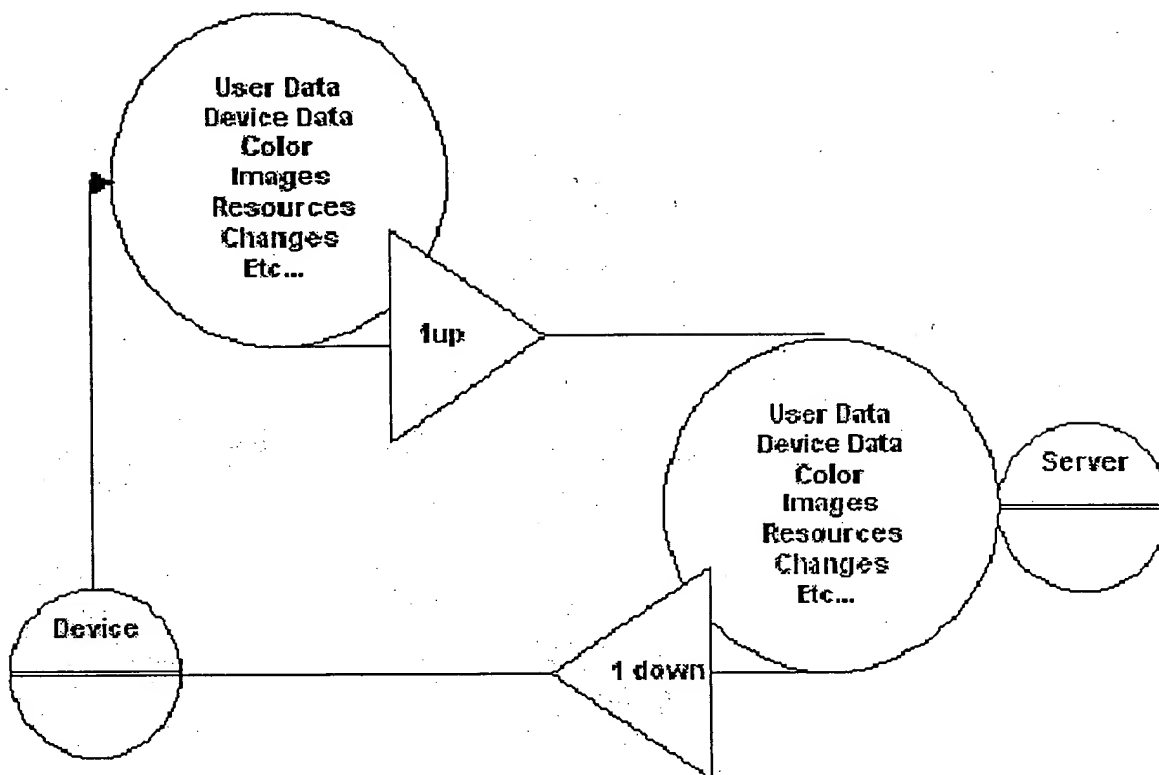 User Data
Device Data
Color
Images
Resources
Changes
Etc...
1up
User Data
Device Data
Color
Images
Resources
Changes
Etc...
Server
Device
1 down